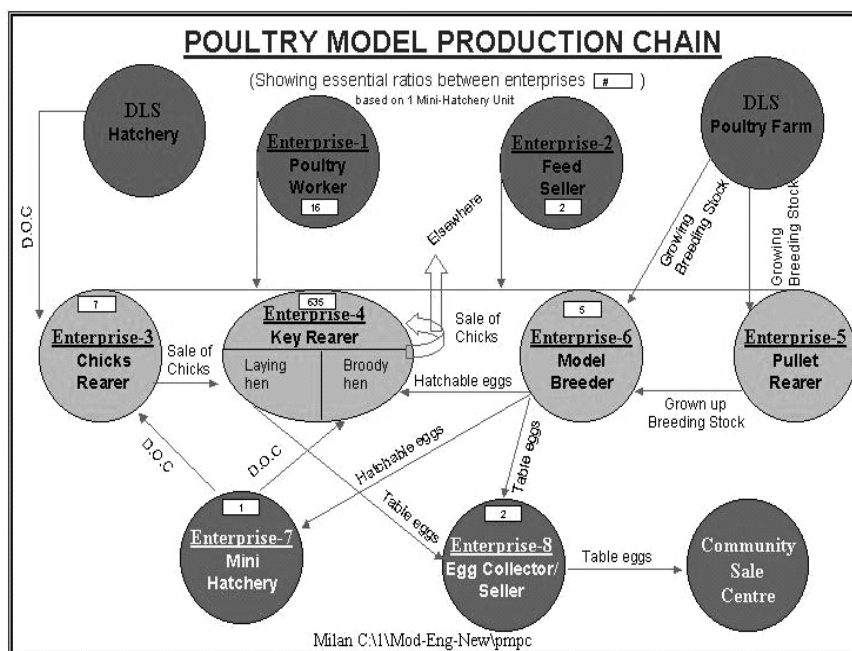 POULTRY MODEL PRODUCTION CHAIN
(Showing essential ratios between enterprises # )
based on 1 Mini-Hatchery Unit
DLS
Hatchery
Enterprise-1
Poultry
Worker
16
Enterprise-2
Feed
Seller
2
DLS
Poultry Farm
D.O.C
Elsewhere
Growing
Breeding Stock
Growing
Breeding Stock
7
Enterprise-3
Chicks
Rearer
Sale of
Chicks
635
Enterprise-4
Key Rearer
Laying
hen
Broody
hen
Sale of
Chicks
Hatchable eggs
5
Enterprise-6
Model
Breeder
Enterprise-5
Pullet
Rearer
Grown up
Breeding Stock
D.O.C
D.O.C
Hatchable eggs
Table eggs
Table eggs
1
Enterprise-7
Mini
Hatchery
2
Enterprise-8
Egg Collector/
Seller
Table eggs
Community
Sale
Centre
Milan C:\1\Mod-Eng-New\pmpc